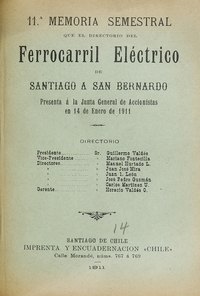 11.ª MEMORIA SEMESTRAL
QUE EL DIRECTORIO DEL
Ferrocarril Eléctrico
DE
SANTIAGO A SAN BERNARDO
Presenta á la Junta General de Accionistas
en 14 de Enero de 1911
DIRECTORIO
Presidente Sr. Guillermo Valdés
Vice-Presidente " Mariano Fontecilla
Directores " Manuel Hurtado L.
" " Juan José Mira
" " Juan I. León
" " José Pedro Guzmán
" " Carlos Martínez U.
Gerente " Horacio Valdés O.
14
SANTIAGO DE CHILE
IMPRENTA Y ENCUADERNACION «CHILE»
Calle Morandé, núms. 767 á 769
1911